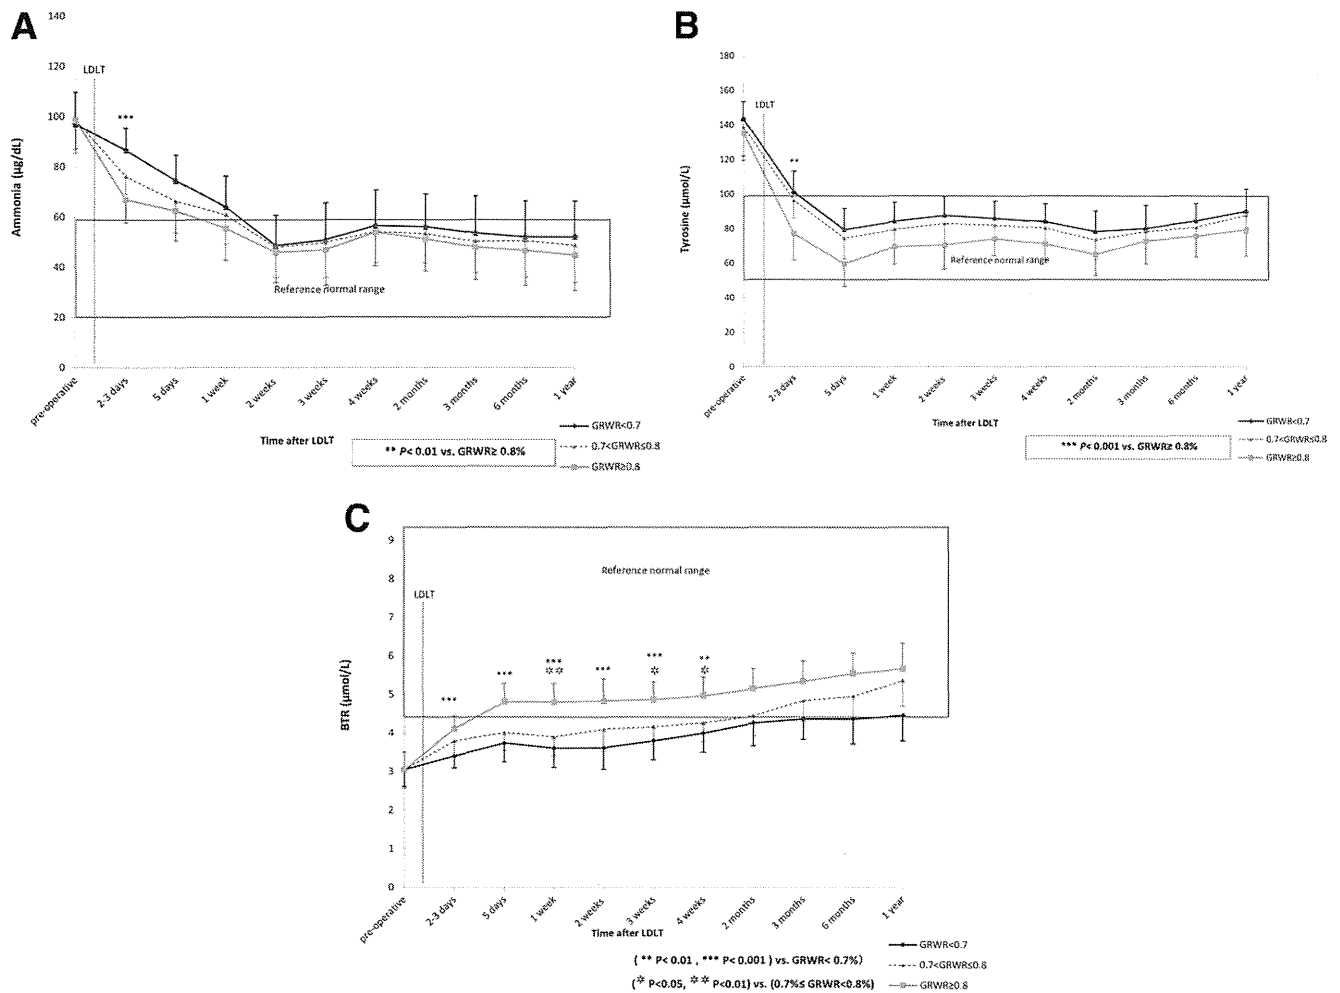 A
140
120
100
80
60
40
20
0
Ammonia (µg/dL)
LDLT
***
Reference normal range
pre-operative
2-3 days
5 days
1 week
2 weeks
3 weeks
4 weeks
2 months
3 months
6 months
1 year
Time after LDLT
** P< 0.01 vs. GRWR≥ 0.8%
GRWR<0.7
0.7<GRWR≤0.8
GRWR≥0.8
B
180
160
140
120
100
80
60
40
20
0
Tyrosine (µmol/L)
LDLT
**
Reference normal range
pre-operative
2-3 days
5 days
1 week
2 weeks
3 weeks
4 weeks
2 months
3 months
6 months
1 year
Time after LDLT
*** P< 0.001 vs. GRWR≥ 0.8%
GRWR<0.7
0.7<GRWR≤0.8
GRWR≥0.8
C
9
8
7
6
5
4
3
2
1
0
BTR (µmol/L)
Reference normal range
LDLT
***
***
***
✲✲
***
***
✲
**
✲
pre-operative
2-3 days
5 days
1 week
2 weeks
3 weeks
4 weeks
2 months
3 months
6 months
1 year
Time after LDLT
( ** P< 0.01 , *** P< 0.001 ) vs. GRWR< 0.7%)
(✲ P<0.05, ✲✲ P<0.01) vs. (0.7%≤ GRWR<0.8%)
GRWR<0.7
0.7<GRWR≤0.8
GRWR≥0.8